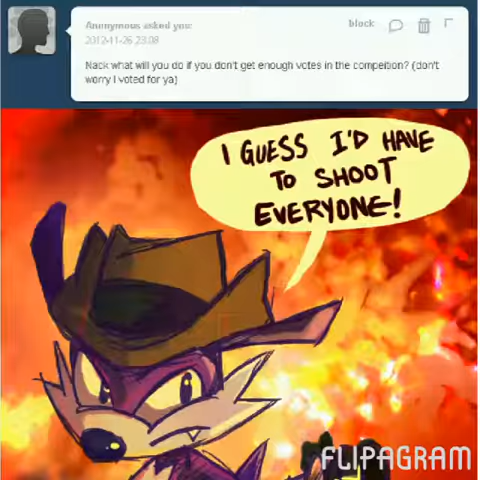 Anonymous asked you:
2012-11-26 23:08
block
Nack what will you do if you don't get enough votes in the compeition? (don't
worry I voted for ya)
I GUESS I'D HAVE
TO SHOOT
EVERYONE!
FLIPAGRAM